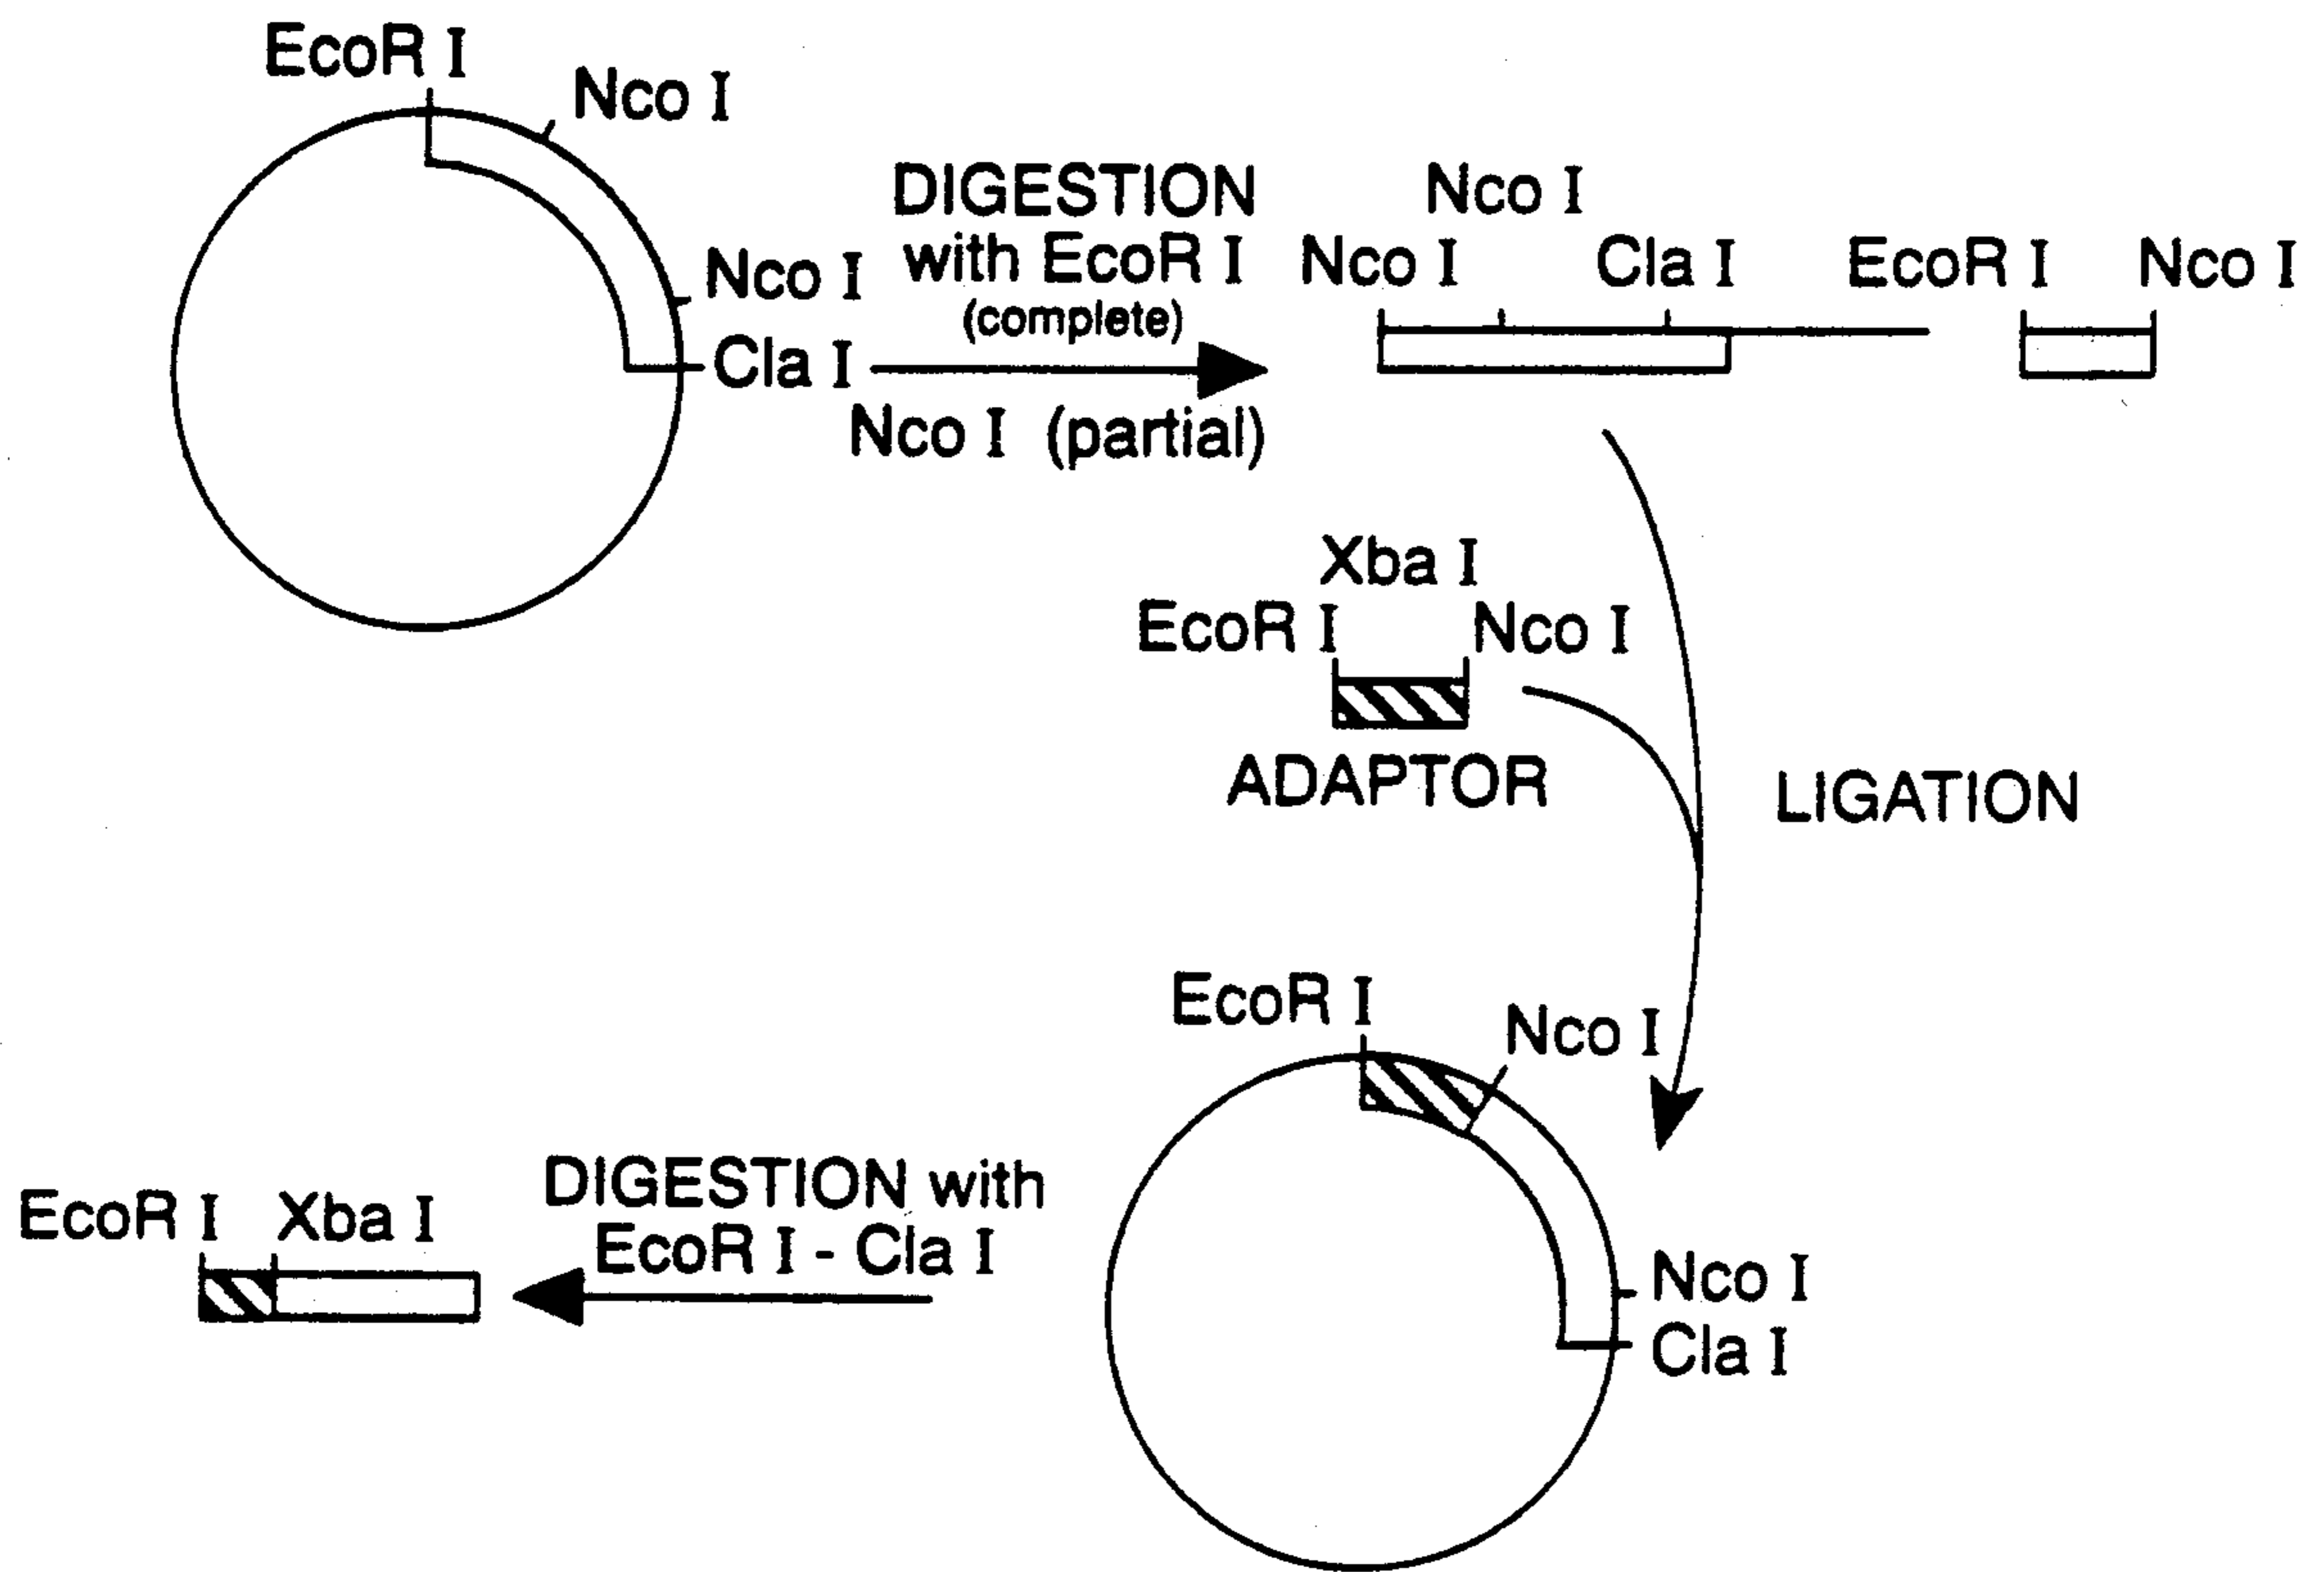 EcoR I
Nco I
Nco I
Cla I
DIGESTION
with EcoR I
(complete)
Nco I (partial)
Nco I
Nco I
Cla I
EcoR I
Nco I
Xba I
EcoR I
Nco I
ADAPTOR
LIGATION
EcoR I
Nco I
Nco I
Cla I
DIGESTION with
EcoR I - Cla I
EcoR I
Xba I